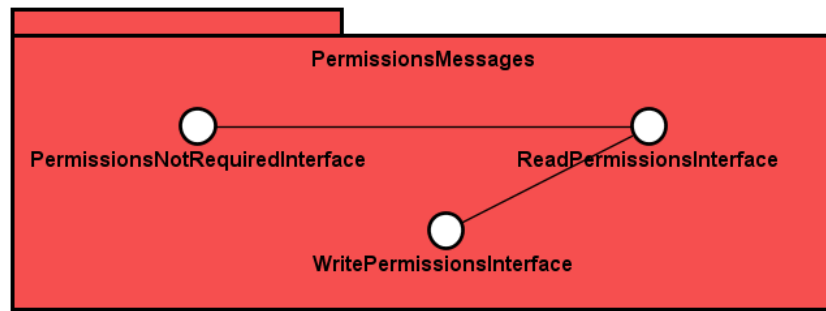 PermissionsMessages
PermissionsNotRequiredInterface
ReadPermissionsInterface
WritePermissionsInterface